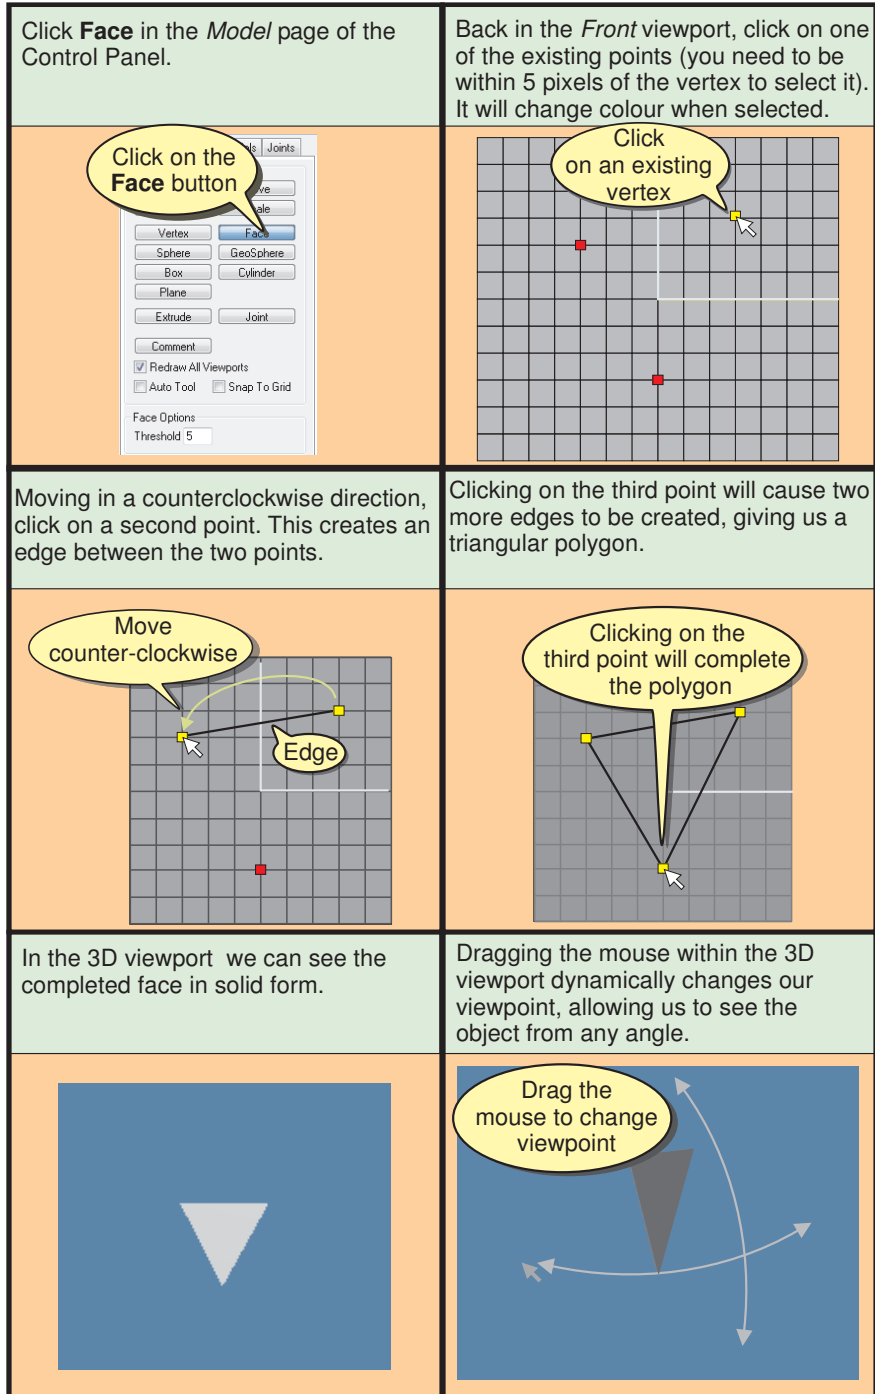 Click Face in the Model page of the
Control Panel.
Back in the Front viewport, click on one
of the existing points (you need to be
within 5 pixels of the vertex to select it).
It will change colour when selected.
Click on the
Face button
Joints
Vertex
Face
Sphere
GeoSphere
Box
Cylinder
Plane
Extrude
Joint
Comment
Redraw All Viewports
Auto Tool
Snap To Grid
Face Options
Threshold 5
Click
on an existing
vertex
Moving in a counterclockwise direction,
click on a second point. This creates an
edge between the two points.
Clicking on the third point will cause two
more edges to be created, giving us a
triangular polygon.
Move
counter-clockwise
Edge
Clicking on the
third point will complete
the polygon
In the 3D viewport we can see the
completed face in solid form.
Dragging the mouse within the 3D
viewport dynamically changes our
viewpoint, allowing us to see the
object from any angle.
Drag the
mouse to change
viewpoint